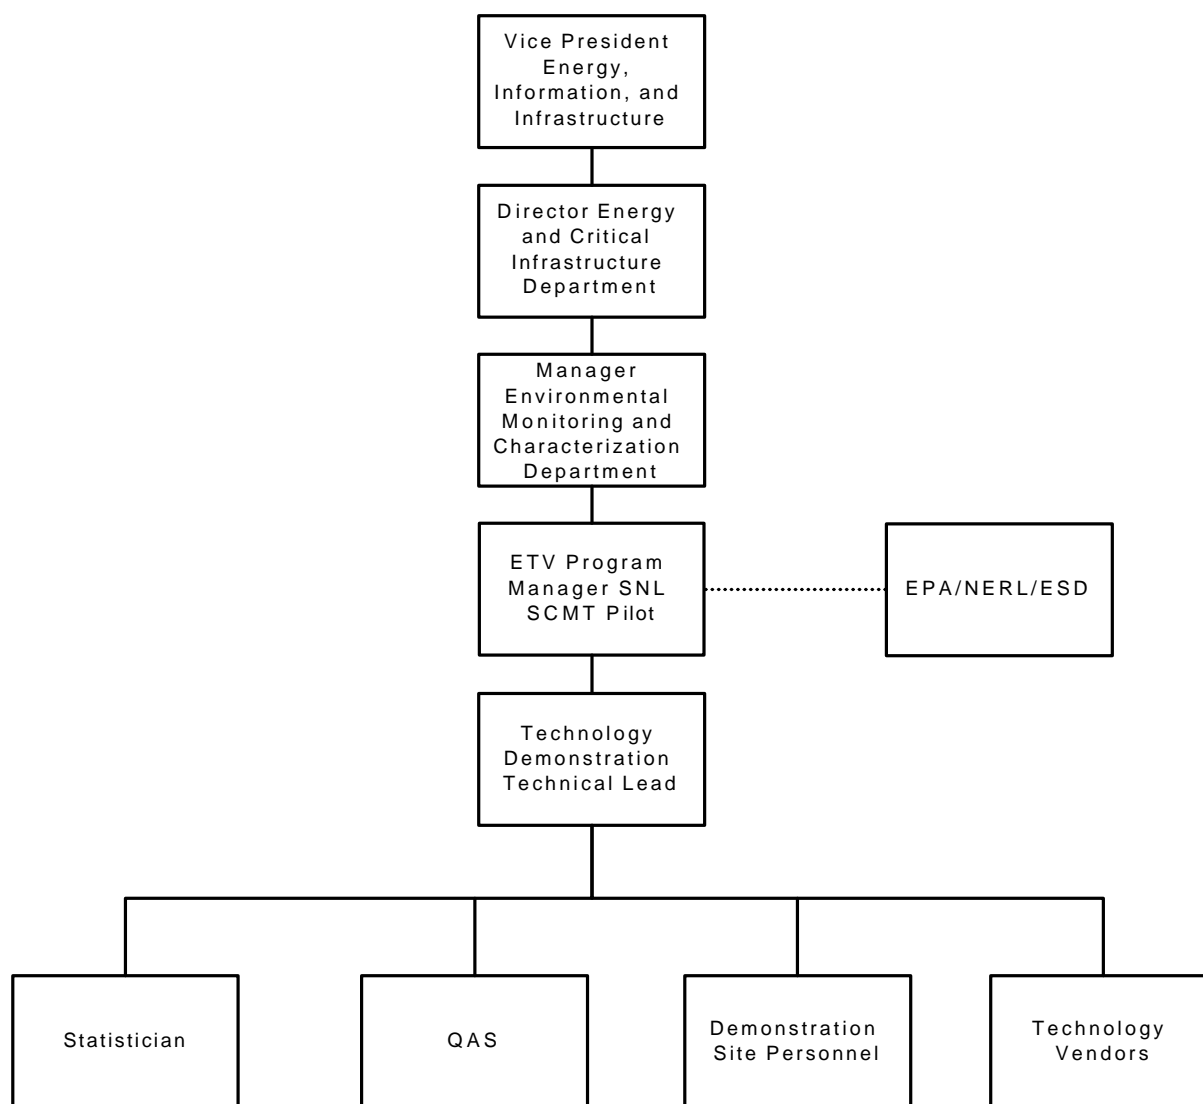 Vice President
Energy,
Information, and
Infrastructure
Director Energy
and Critical
Infrastructure
Department
Manager
Environmental
Monitoring and
Characterization
Department
ETV Program
Manager SNL
SCMT Pilot
EPA/NERL/ESD
Technology
Demonstration
Technical Lead
Statistician
QAS
Demonstration
Site Personnel
Technology
Vendors